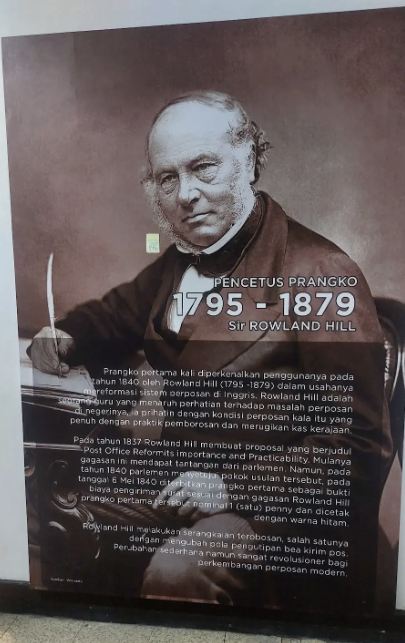 PENCETUS PRANGKO
1795 - 1879
Sir ROWLAND HILL
Prangko pertama kali diperkenalkan penggunanya pada
tahun 1840 oleh Rowland Hill (1795 -1879) dalam usahanya
mereformasi sistem perposan di Inggris. Rowland Hill adalah
seorang guru yang menaruh perhatian terhadap masalah perposan
di negerinya, ia prihatin dengan kondisi perposan kala itu yang
penuh dengan praktik pemborosan dan merugikan kas kerajaan.
Pada tahun 1837 Rowland Hill membuat proposal yang berjudul
Post Office Reformits importance and Practicability. Mulanya
gagasan ini mendapat tantangan dari parlemen. Namun, pada
tahun 1840 parlemen menyetujui pokok usulan tersebut, pada
tanggal 6 Mei 1840 diterbitkan prangko pertama sebagai bukti
biaya pengiriman surat sesuai dengan gagasan Rowland Hill
prangko pertama tersebut nominal 1 (satu) penny dan dicetak
dengan warna hitam.
Rowland Hill melakukan serangkaian terobosan, salah satunya
dengan mengubah pola pengutipan bea kirim pos.
Perubahan sederhana namun sangat revolusioner bagi
perkembangan perposan modern.